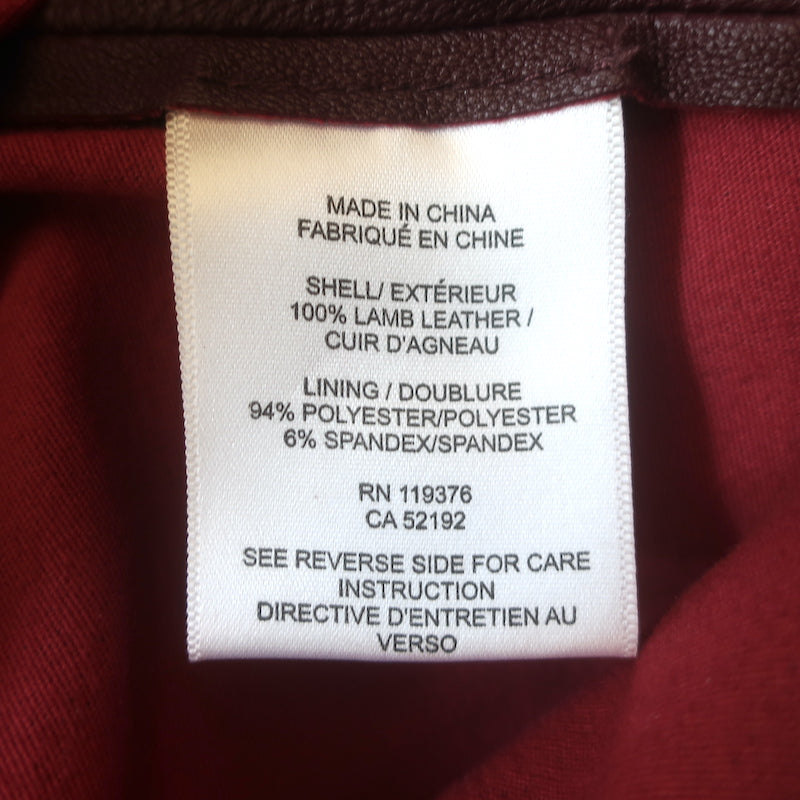 MADE IN CHINA
FABRIQUÉ EN CHINE
SHELL/ EXTÉRIEUR
100% LAMB LEATHER /
CUIR D'AGNEAU
LINING / DOUBLURE
94% POLYESTER/POLYESTER
6% SPANDEX/SPANDEX
RN 119376
CA 52192
SEE REVERSE SIDE FOR CARE
INSTRUCTION
DIRECTIVE D'ENTRETIEN AU
VERSO